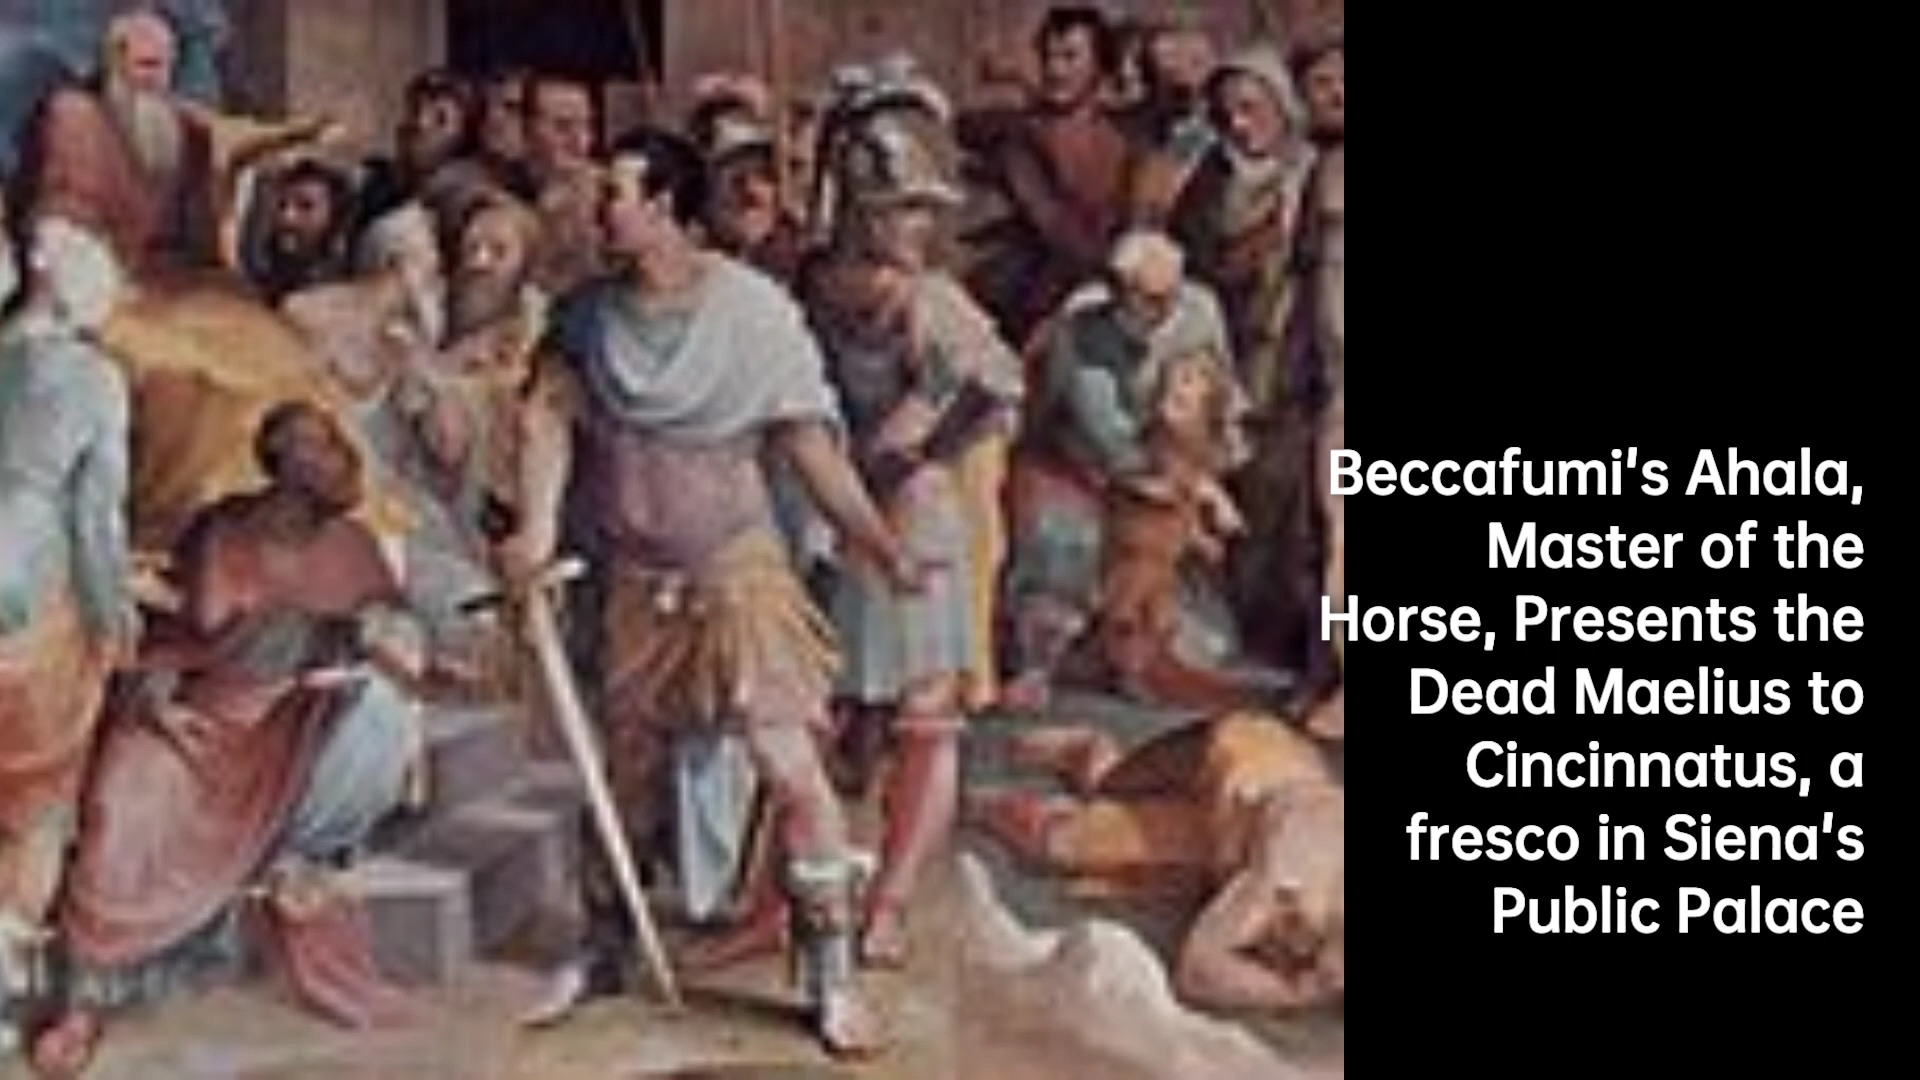 Beccafumi's Ahala,
Master of the
Horse, Presents the
Dead Maelius to
Cincinnatus, a
fresco in Siena's
Public Palace